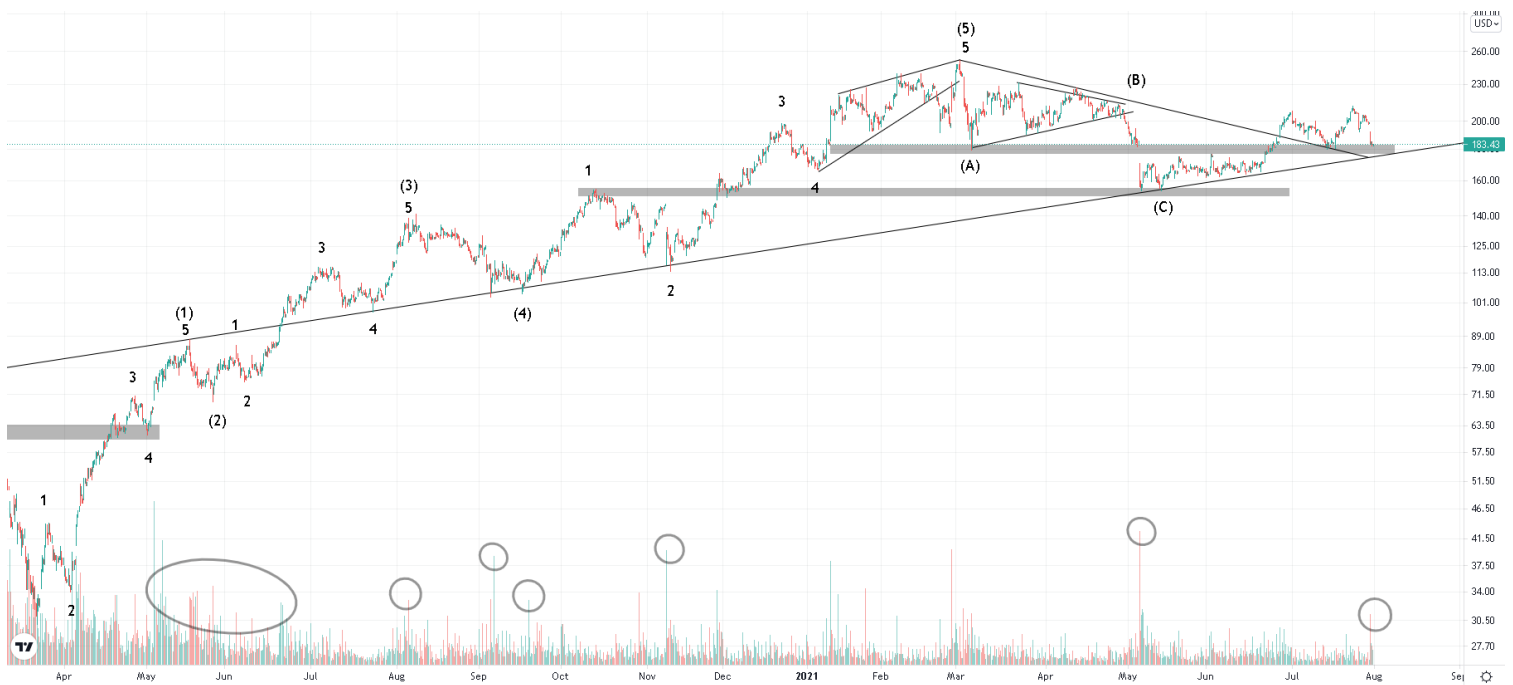 300.00
USD
260.00
230.00
200.00
183.43
160.00
140.00
125.00
113.00
101.00
89.00
79.00
71.50
63.50
57.50
51.50
46.50
41.50
37.50
34.00
30.50
27.70
(5)
5
(B)
3
(A)
4
(C)
1
(3)
5
3
2
(4)
4
(1)
5
1
3
2
(2)
4
1
2
Apr
May
Jun
Jul
Aug
Sep
Oct
Nov
Dec
2021
Feb
Mar
Apr
May
Jun
Jul
Aug